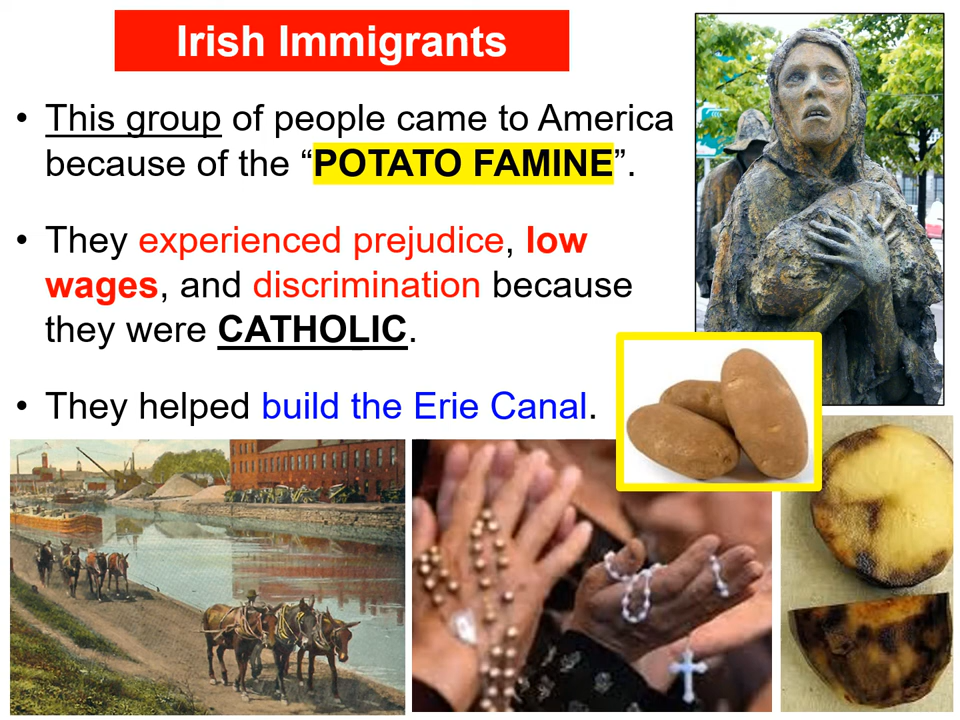 Irish Immigrants
• This group of people came to America
because of the “POTATO FAMINE”.
• They experienced prejudice, low
wages, and discrimination because
they were CATHOLIC.
• They helped build the Erie Canal.